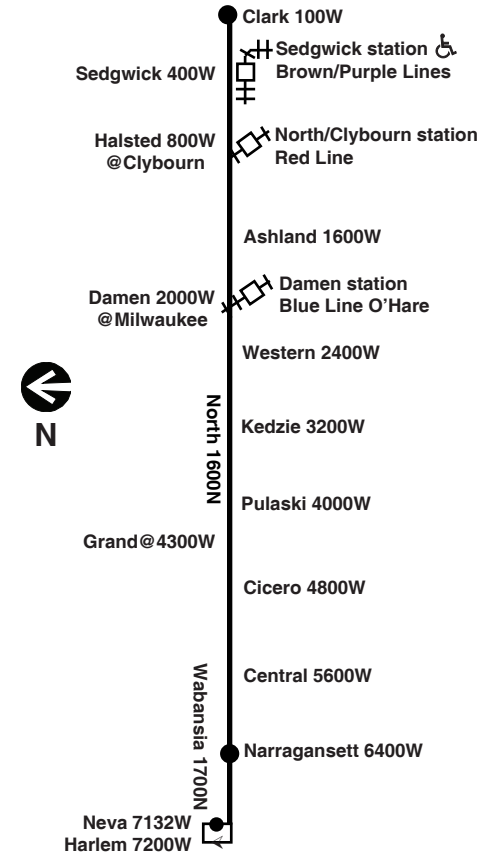 Clark 100W
Sedgwick station
Brown/Purple Lines
Sedgwick 400W
Halsted 800W
@Clybourn
North/Clybourn station
Red Line
Ashland 1600W
Damen 2000W
@Milwaukee
Damen station
Blue Line O’Hare
Western 2400W
N
North 1600N
Kedzie 3200W
Pulaski 4000W
Grand@4300W
Cicero 4800W
Wabansia 1700N
Central 5600W
Narragansett 6400W
Neva 7132W
Harlem 7200W